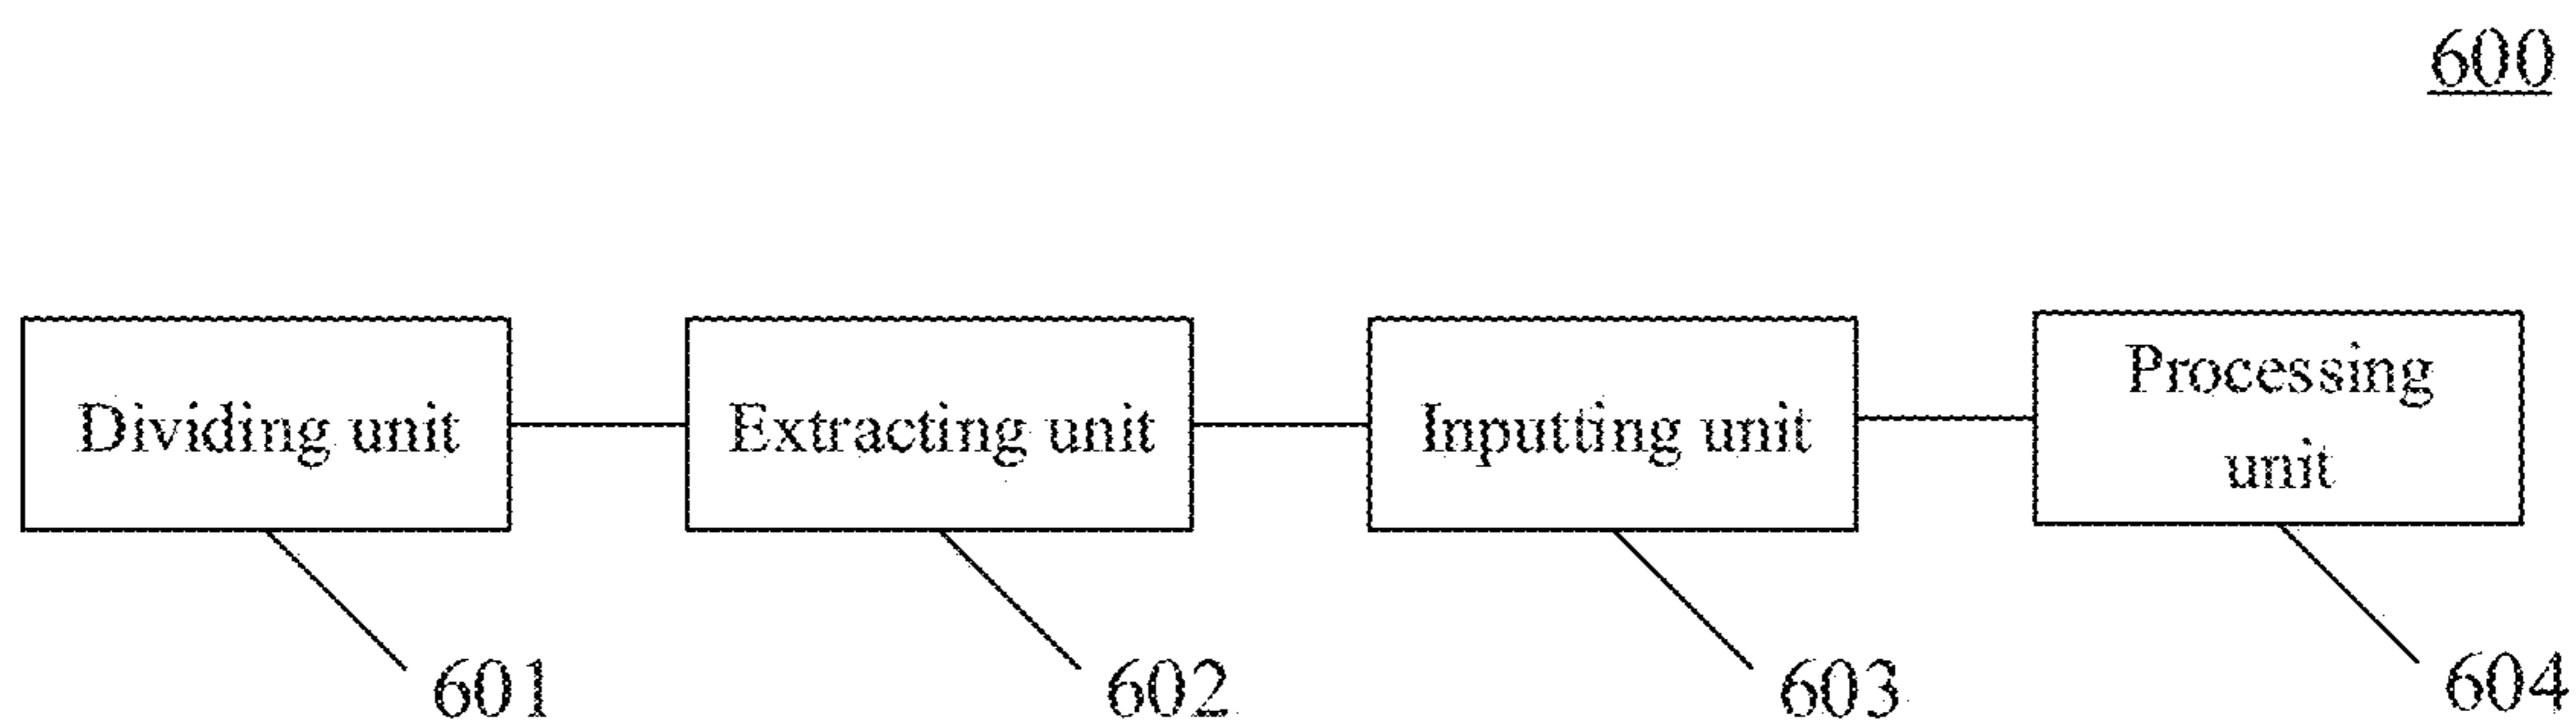 600
Dividing unit
Extracting unit
Inputting unit
Processing
unit
601
602
603
604